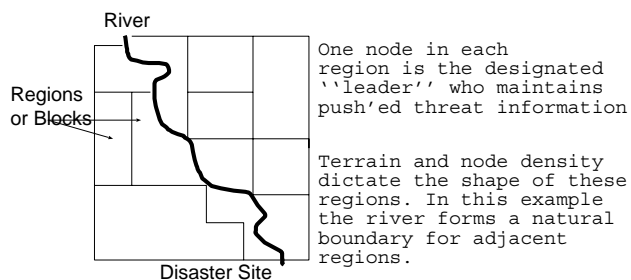 River
One node in each
region is the designated
‘‘leader’’ who maintains
push’ed threat information
Regions
or Blocks
Terrain and node density
dictate the shape of these
regions. In this example
the river forms a natural
boundary for adjacent
regions.
Disaster Site